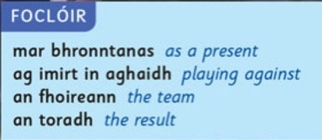 FOCLÓIR
mar bhronntanas as a present
ag imirt in aghaidh playing against
an fhoireann the team
an toradh the result